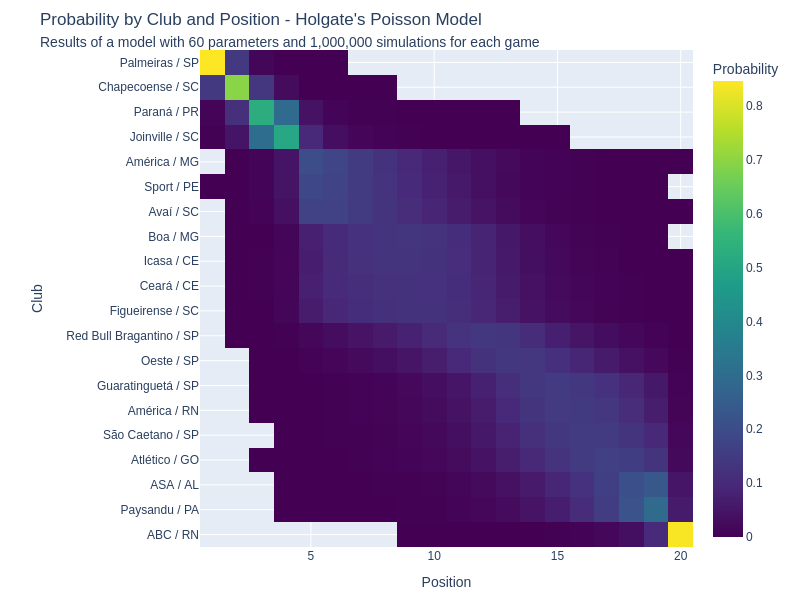 Probability by Club and Position - Holgate's Poisson Model
Results of a model with 60 parameters and 1,000,000 simulations for each game
Probability
Club
Palmeiras / SP
Chapecoense / SC
Paraná / PR
Joinville / SC
América / MG
Sport / PE
Avaí / SC
Boa / MG
Icasa / CE
Ceará / CE
Figueirense / SC
Red Bull Bragantino / SP
Oeste / SP
Guaratinguetá / SP
América / RN
São Caetano / SP
Atlético / GO
ASA / AL
Paysandu / PA
ABC / RN
0.8
0.7
0.6
0.5
0.4
0.3
0.2
0.1
0
5 10 15 20
Position